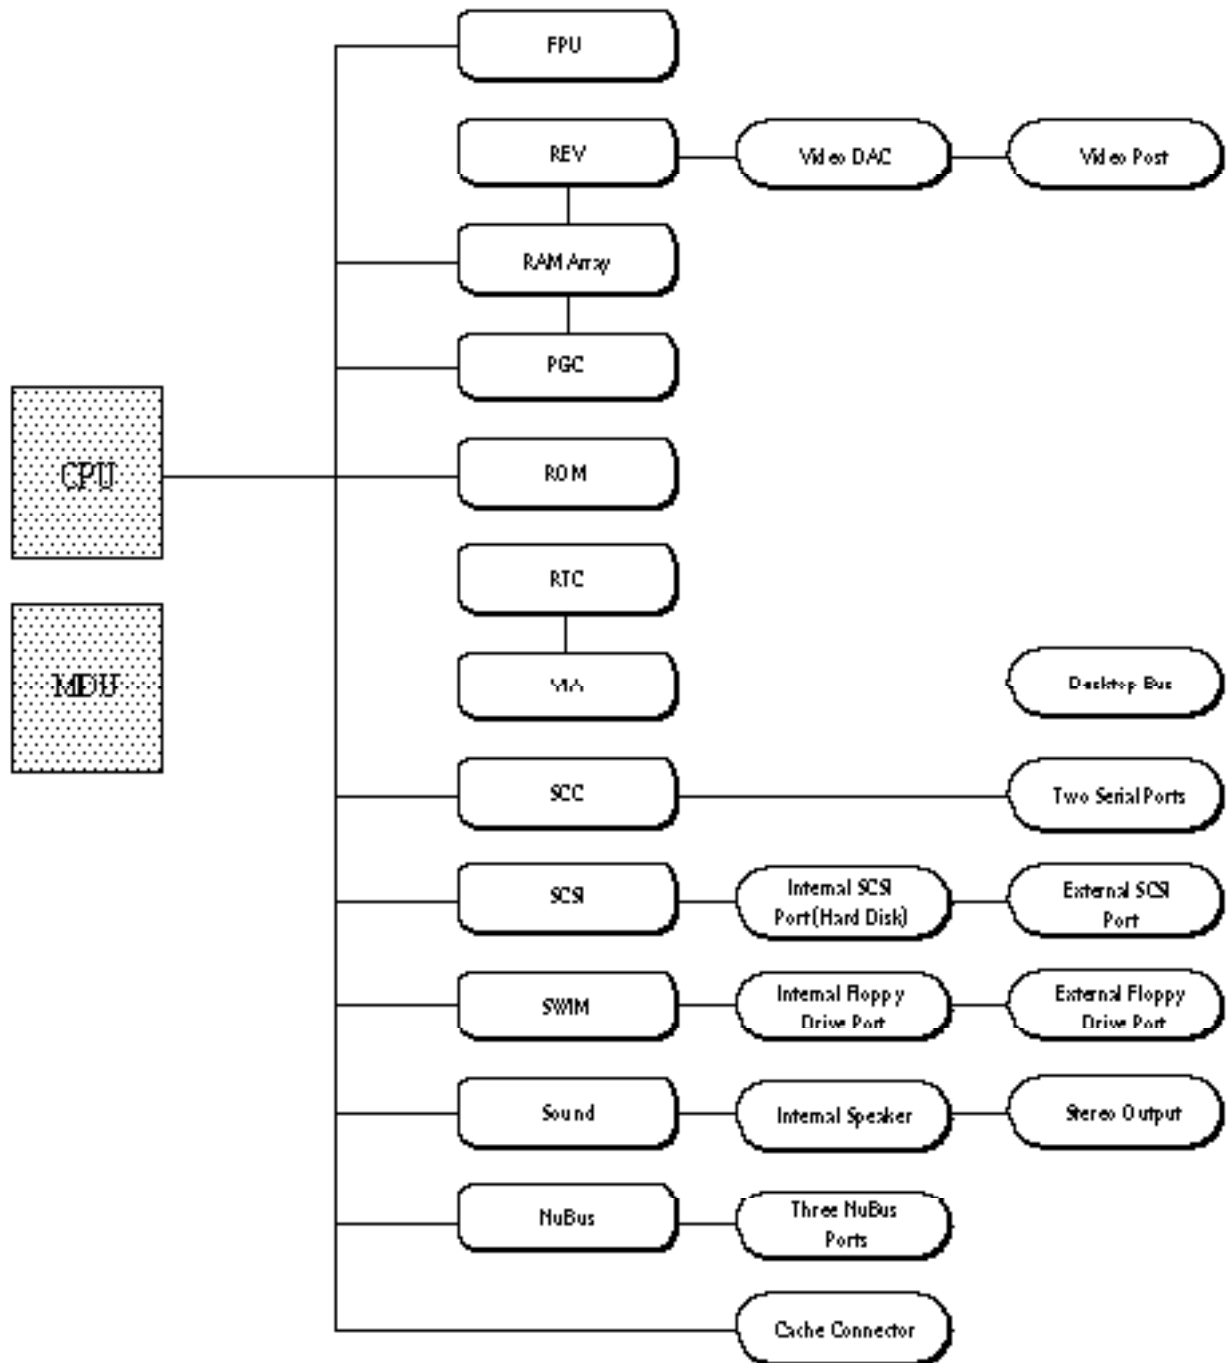 FPU
REV
Video DAC
Video Post
RAM Array
PGC
CPU
ROM
RTC
MDU
VIA
Desktop Bus
SCC
Two Serial Ports
SCSI
Internal SCSI
Port(Hard Disk)
External SCSI
Port
SWIM
Internal Floppy
Drive Port
External Floppy
Drive Port
Sound
Internal Speaker
Stereo Output
NuBus
Three NuBus
Ports
Cache Connector